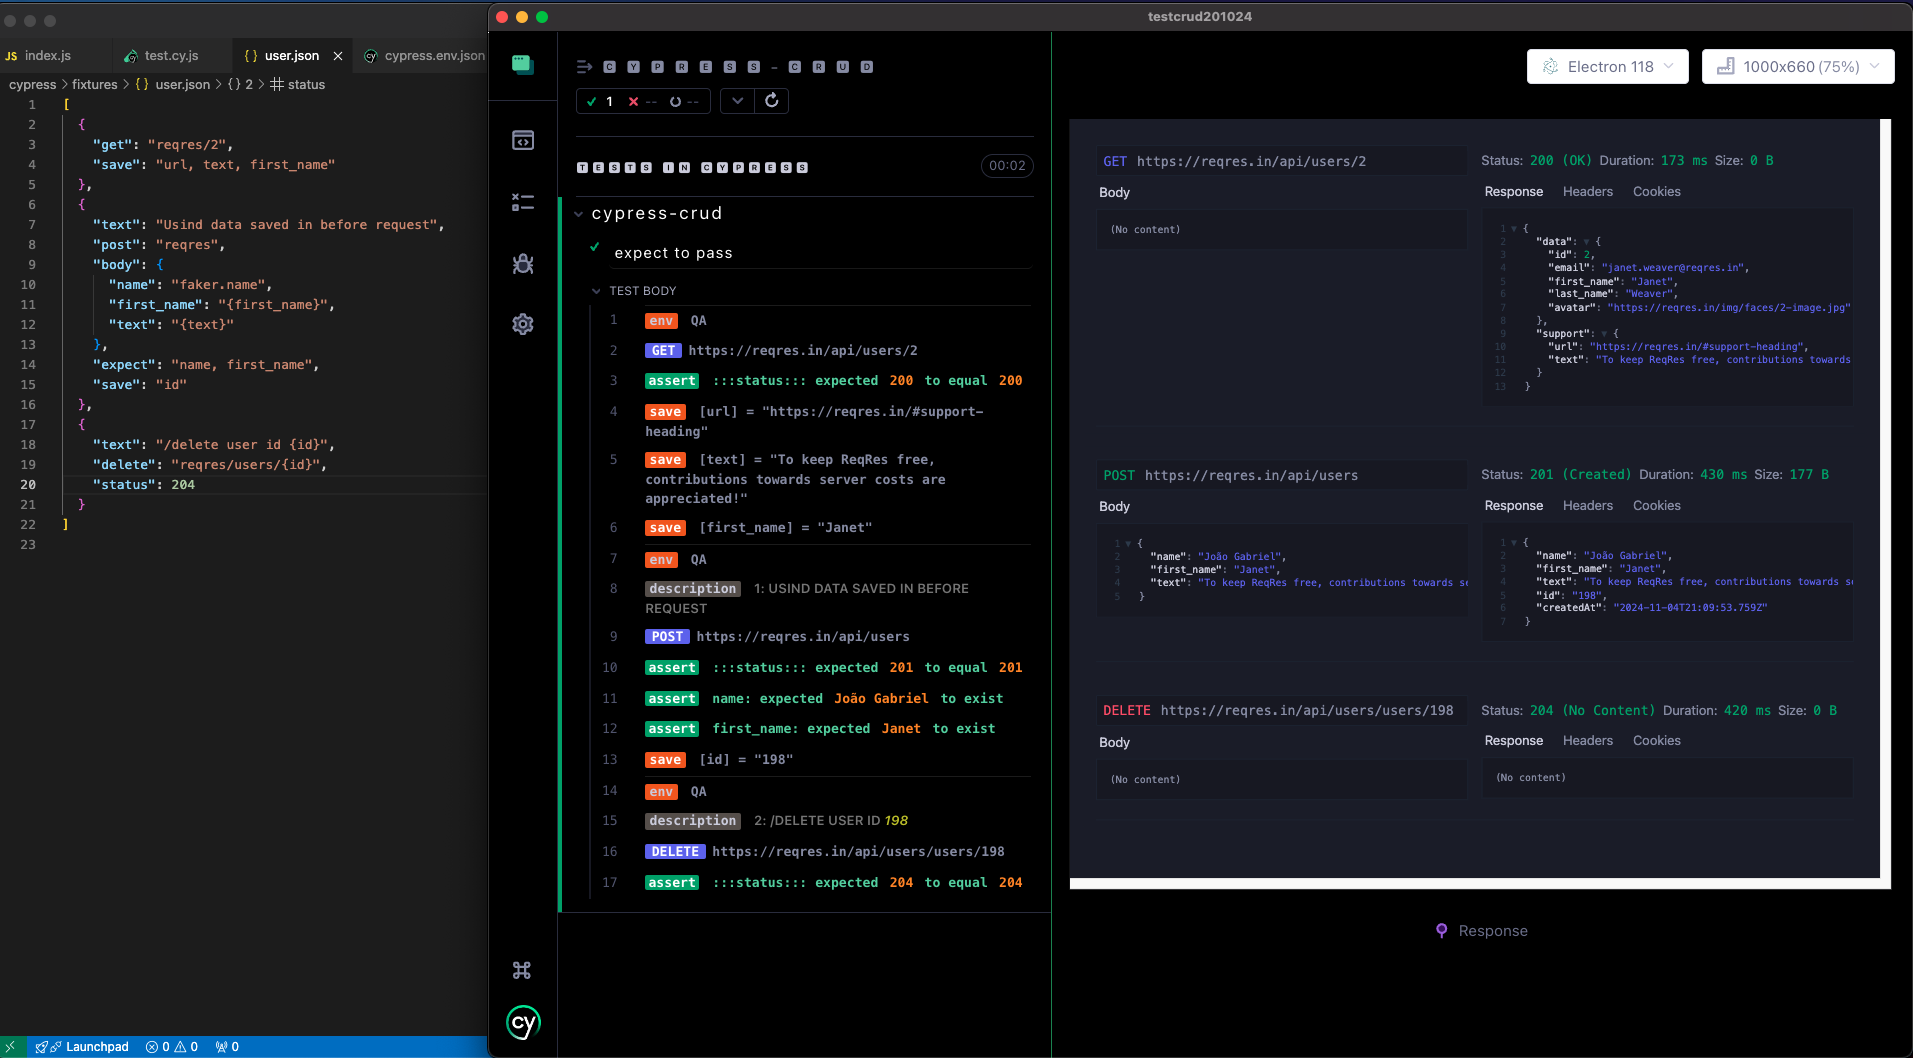 testcrud201024
JS index.js
test.cy.js
{ } user.json ×
cypress.env.json
cypress > fixtures > { } user.json > { } 2 > status
1 [
2 {
3 "get": "reqres/2",
4 "save": "url, text, first_name"
5 },
6 {
7 "text": "Usind data saved in before request",
8 "post": "reqres",
9 "body": {
10 "name": "faker.name",
11 "first_name": "{first_name}",
12 "text": "{text}"
13 },
14 "expect": "name, first_name",
15 "save": "id"
16 },
17 {
18 "text": "/delete user id {id}",
19 "delete": "reqres/users/{id}",
20 "status": 204
21 }
22 ]
23
Launchpad 0 0 0
CYPRESS-CRUD
1 -- --
TESTS IN CYPRESS 00:02
cypress-crud
expect to pass
TEST BODY
1 env QA
2 GET https://reqres.in/api/users/2
3 assert :::status::: expected 200 to equal 200
4 save [url] = "https://reqres.in/#support-
heading"
5 save [text] = "To keep ReqRes free,
contributions towards server costs are
appreciated!"
6 save [first_name] = "Janet"
7 env QA
8 description 1: USIND DATA SAVED IN BEFORE
REQUEST
9 POST https://reqres.in/api/users
10 assert :::status::: expected 201 to equal 201
11 assert name: expected João Gabriel to exist
12 assert first_name: expected Janet to exist
13 save [id] = "198"
14 env QA
15 description 2: /DELETE USER ID 198
16 DELETE https://reqres.in/api/users/users/198
17 assert :::status::: expected 204 to equal 204
cy
Electron 118
1000x660 (75%)
GET https://reqres.in/api/users/2
Status: 200 (OK) Duration: 173 ms Size: 0 B
Body
(No content)
Response Headers Cookies
1 {
2 "data": {
3 "id": 2,
4 "email": "janet.weaver@reqres.in",
5 "first_name": "Janet",
6 "last_name": "Weaver",
7 "avatar": "https://reqres.in/img/faces/2-image.jpg"
8 },
9 "support": {
10 "url": "https://reqres.in/#support-heading",
11 "text": "To keep ReqRes free, contributions towards
12 }
13 }
POST https://reqres.in/api/users
Status: 201 (Created) Duration: 430 ms Size: 177 B
Body
1 {
2 "name": "João Gabriel",
3 "first_name": "Janet",
4 "text": "To keep ReqRes free, contributions towards se
5 }
Response Headers Cookies
1 {
2 "name": "João Gabriel",
3 "first_name": "Janet",
4 "text": "To keep ReqRes free, contributions towards se
5 "id": "198",
6 "createdAt": "2024-11-04T21:09:53.759Z"
7 }
DELETE https://reqres.in/api/users/users/198
Status: 204 (No Content) Duration: 420 ms Size: 0 B
Body
(No content)
Response Headers Cookies
(No content)
Response